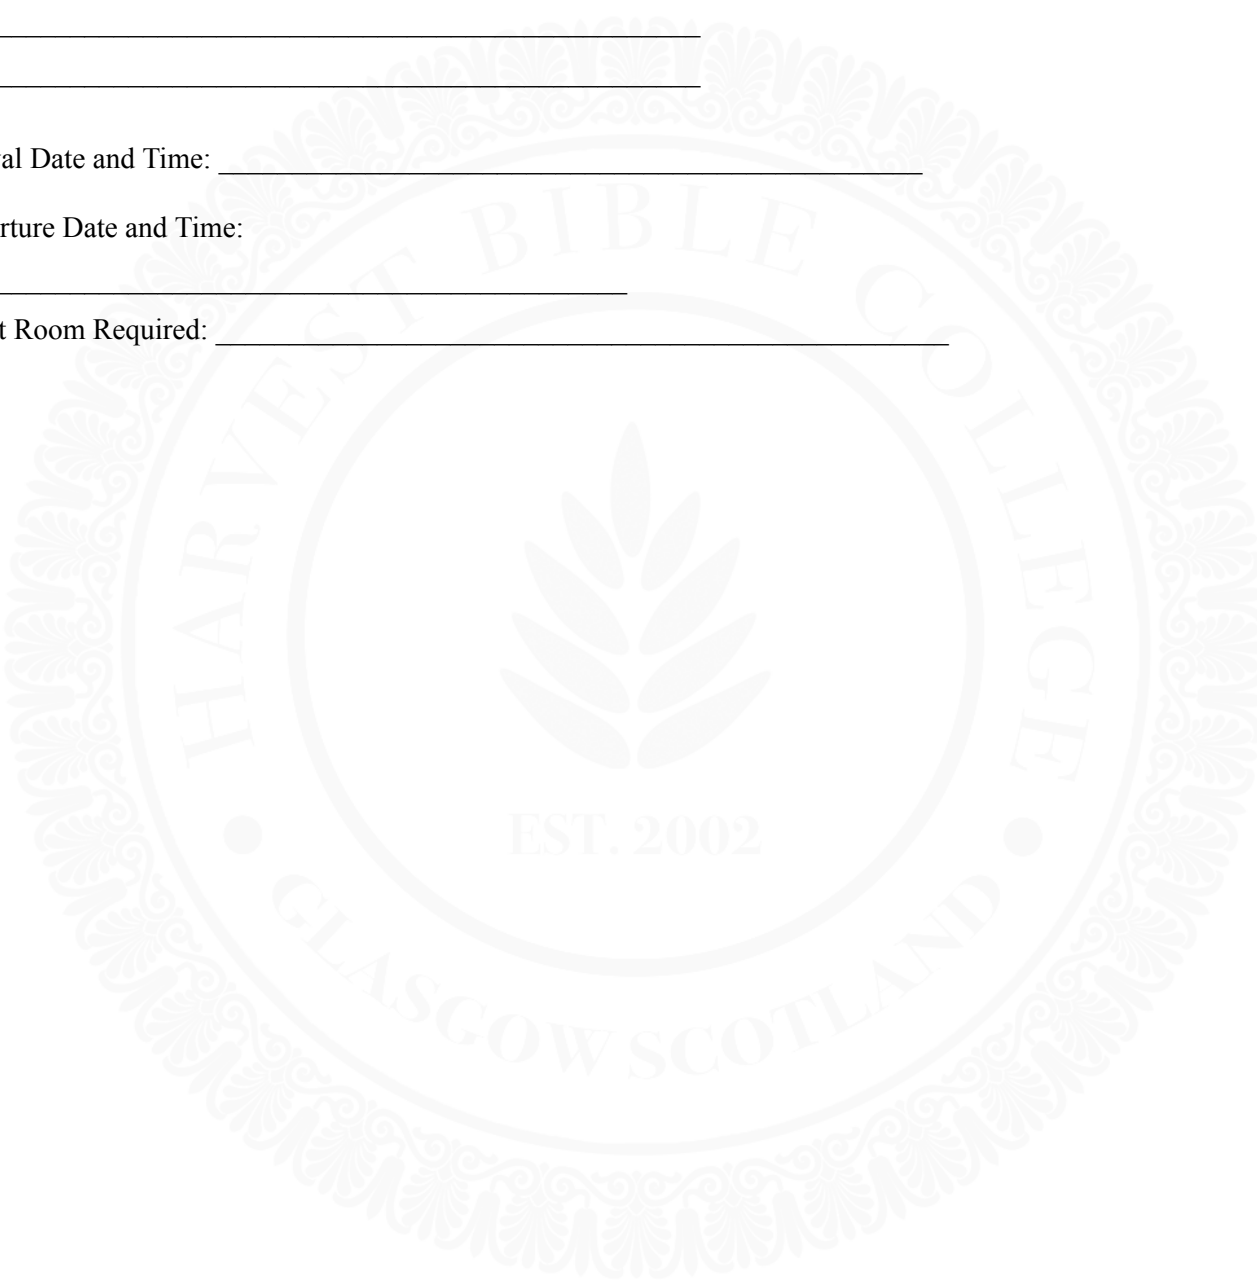 al Date and Time:
rture Date and Time:
t Room Required:
HARVEST BIBLE COLLEGE
EST. 2002
GLASGOW SCOTLAND